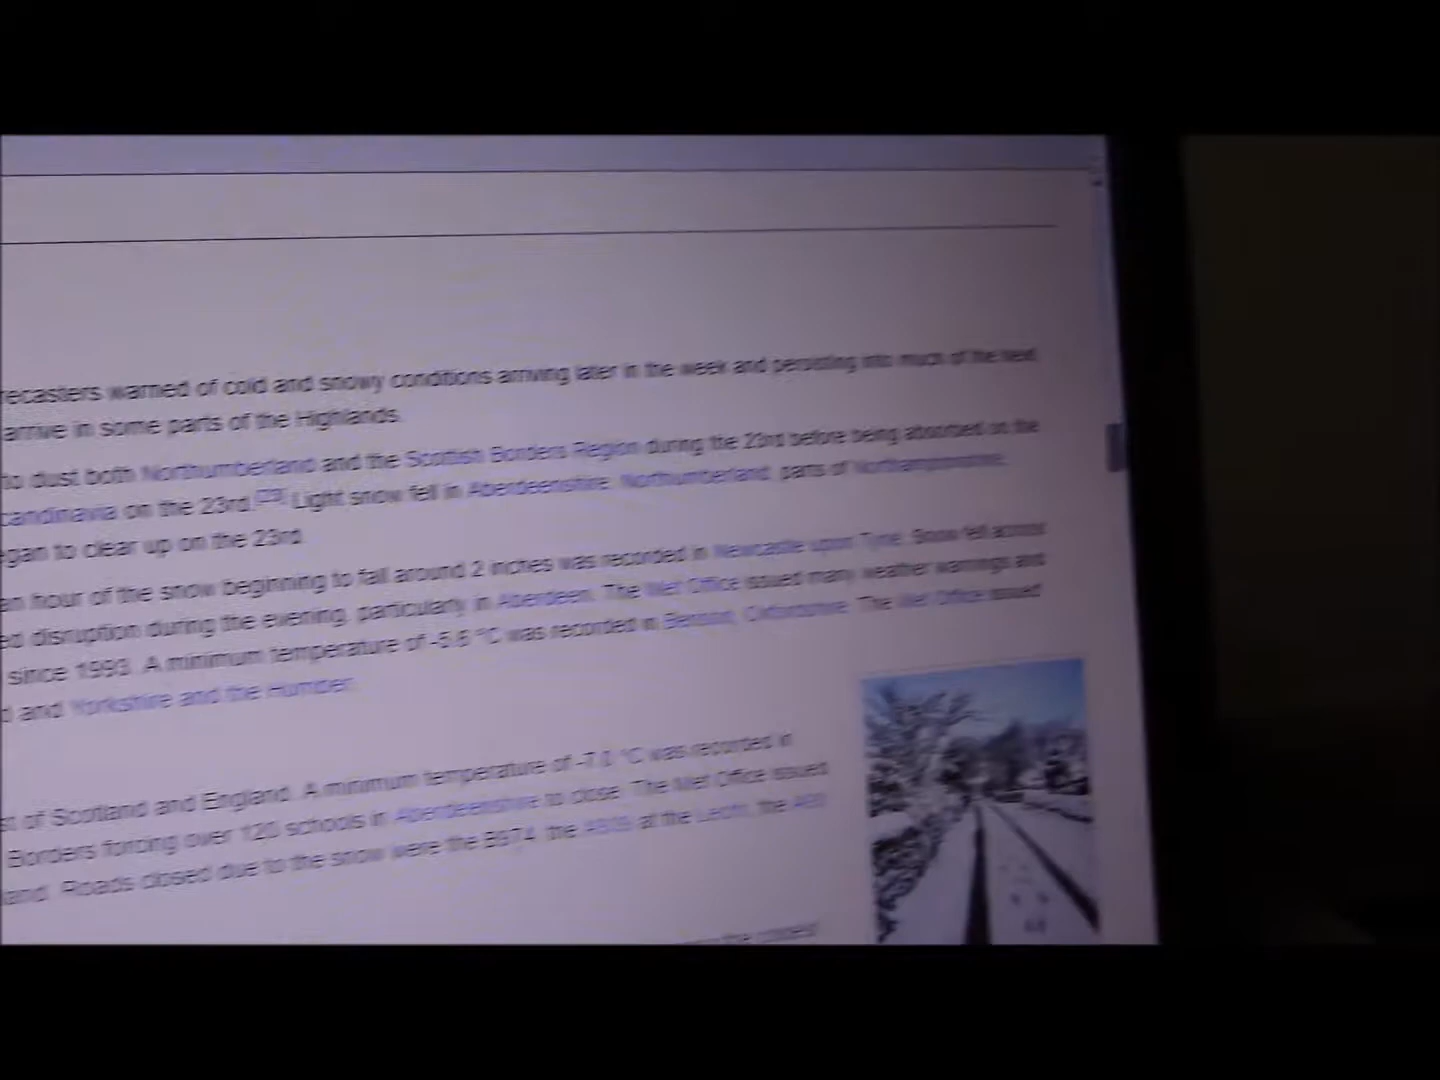 recasters warned of cold and snowy conditions arriving later in the week and persisting into much of the next
arrive in some parts of the Highlands.
to dust both Northumberland and the Scottish Borders Region during the 23rd before being absorbed on the
candinavia on the 23rd. Light snow fell in Aberdeenshire, Northumberland, parts of Northamptonshire,
gan to clear up on the 23rd.
an hour of the snow beginning to fall around 2 inches was recorded in Newcastle upon Tyne. Snow fell across
ed disruption during the evening, particularly in Aberdeen. The Met Office issued many weather warnings and
since 1993. A minimum temperature of °C was recorded in Benson, Oxfordshire. The Met Office issued
d and Yorkshire and the Humber.
st of Scotland and England. A minimum temperature of °C was recorded in
Borders forcing over 120 schools in Aberdeenshire to close. The Met Office issued
land. Roads closed due to the snow were the B974, the at the Lecht, the
the coldest